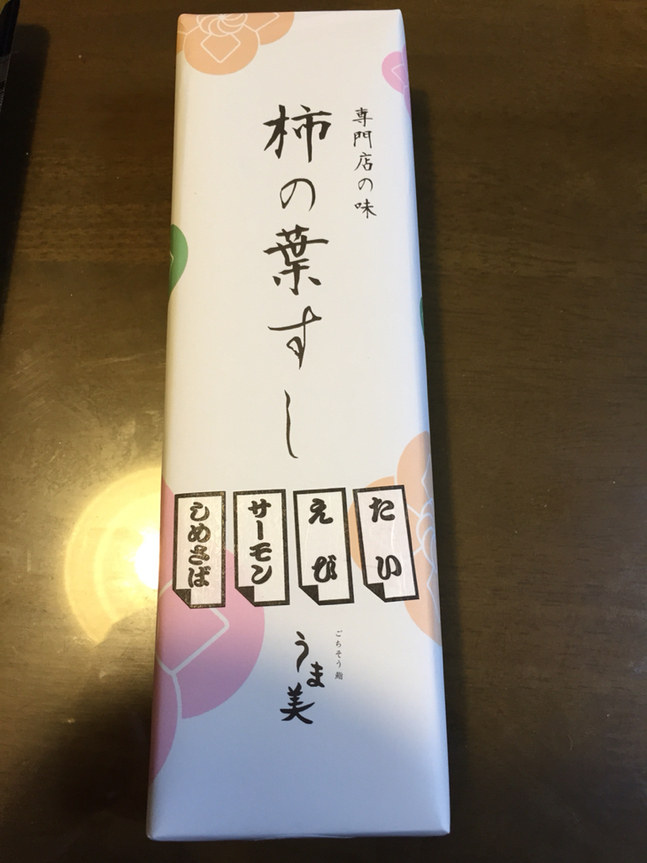 専門店の味
柿の葉すし
たい
えび
サーモン
しめさば
ごちそう鮨
うま美